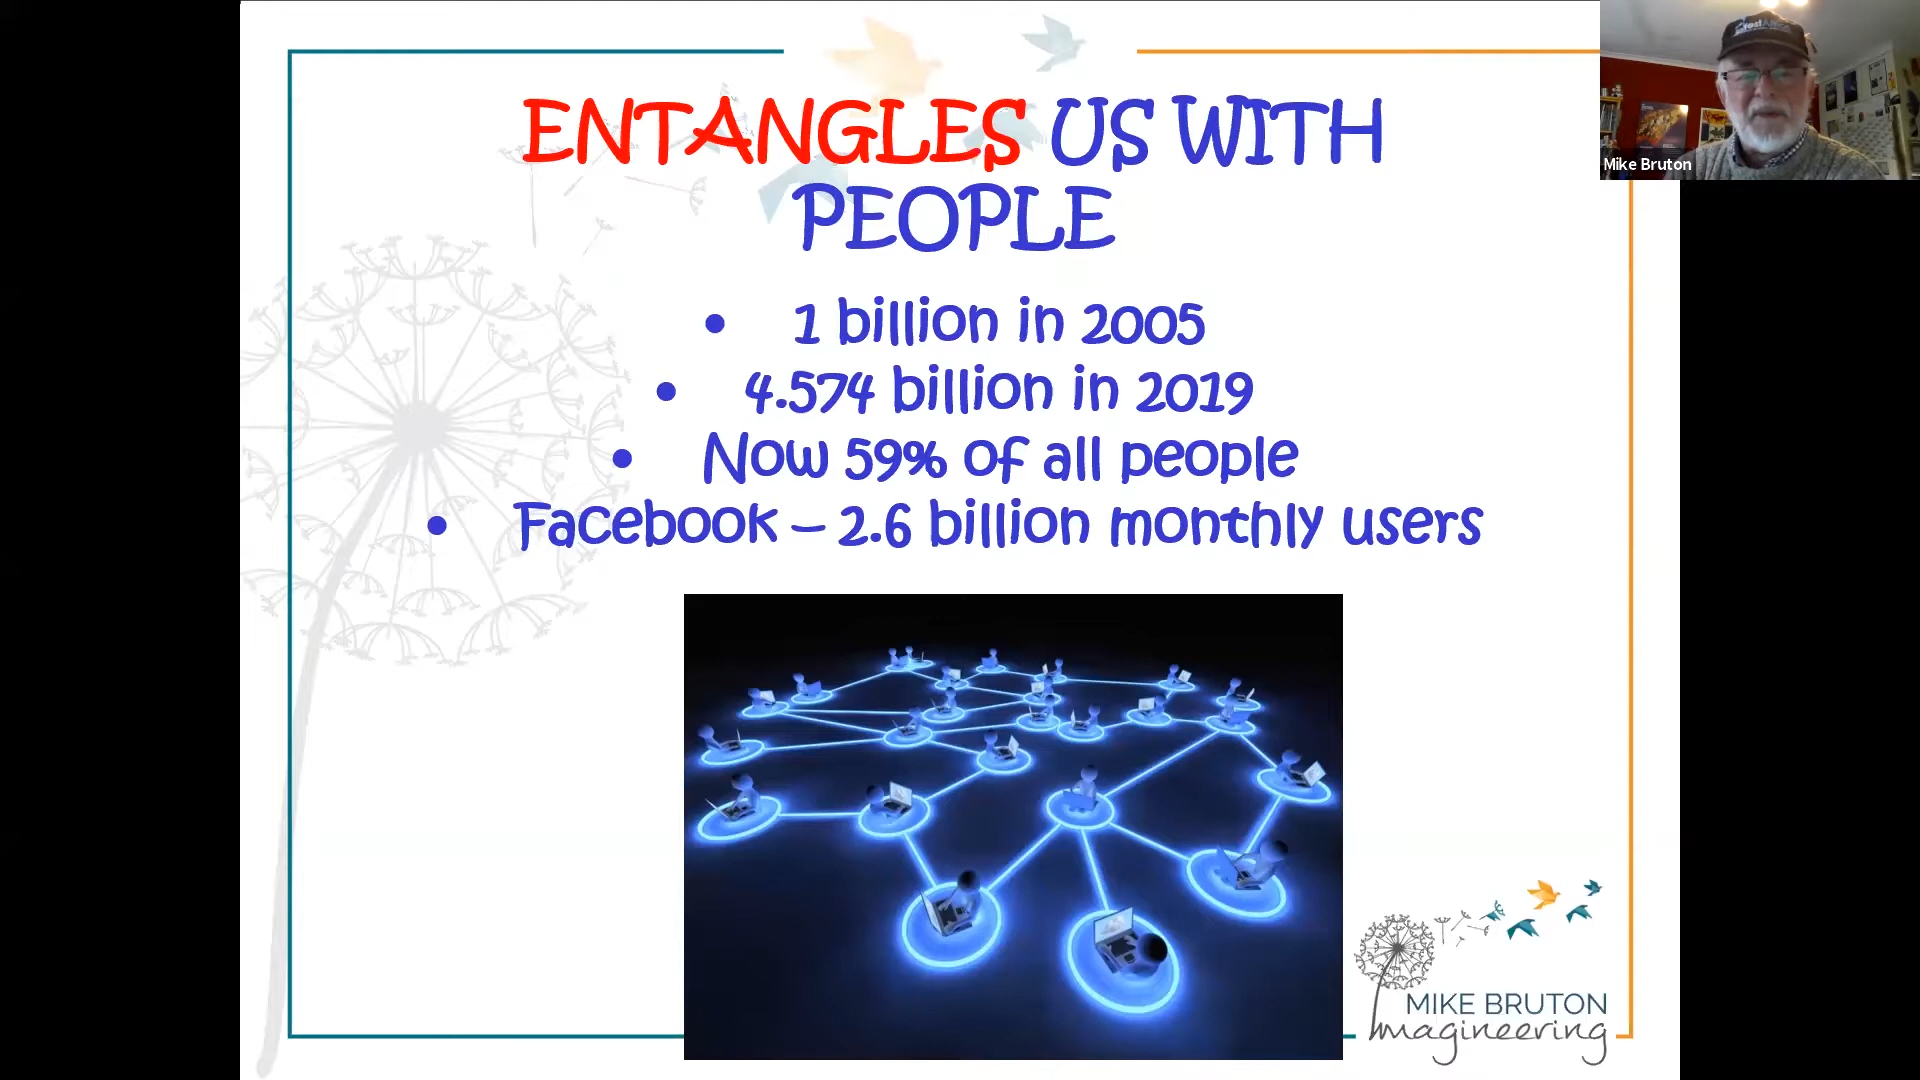 ENTANGLES US WITH
PEOPLE
• 1 billion in 2005
• 4.574 billion in 2019
• Now 59% of all people
• Facebook – 2.6 billion monthly users
Mike Bruton
MIKE BRUTON
imagineering